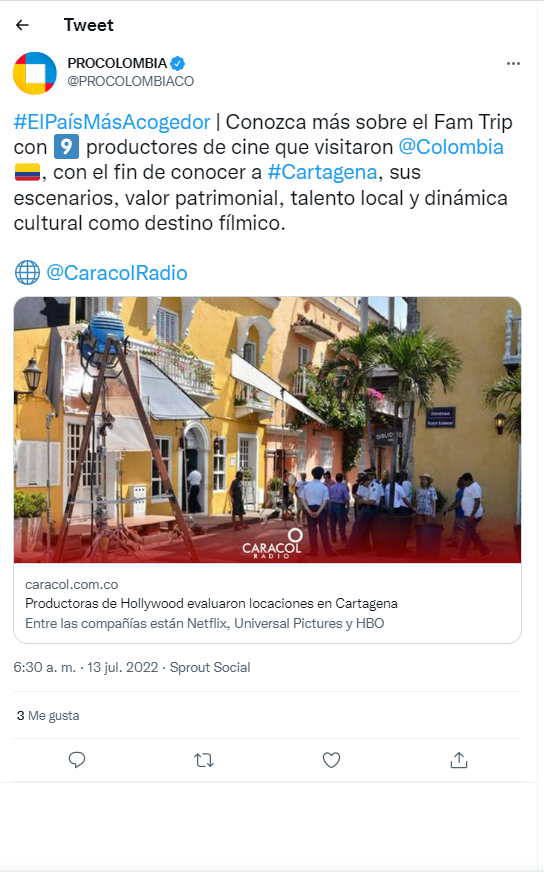 Tweet
PROCOLOMBIA
@PROCOLOMBIACO
#ElPaísMásAcogedor | Conozca más sobre el Fam Trip
con 9️⃣ productores de cine que visitaron @Colombia
🇨🇴, con el fin de conocer a #Cartagena, sus
escenarios, valor patrimonial, talento local y dinámica
cultural como destino fílmico.
🌐 @CaracolRadio
CARACOL
RADIO
caracol.com.co
Productoras de Hollywood evaluaron locaciones en Cartagena
Entre las compañías están Netflix, Universal Pictures y HBO
6:30 a. m. · 13 jul. 2022 · Sprout Social
3 Me gusta